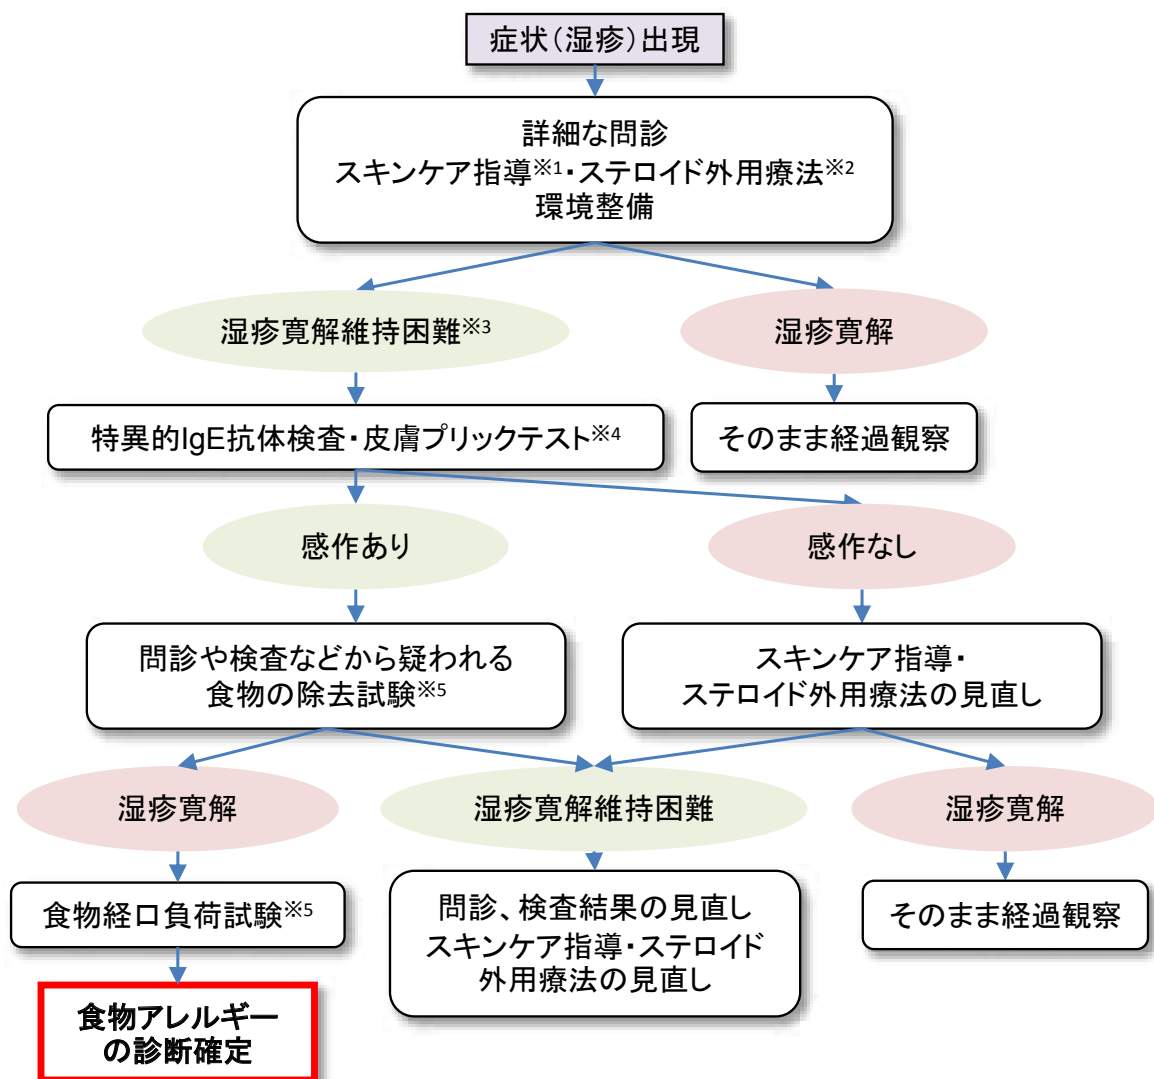 症状(湿疹)出現
詳細な問診
スキンケア指導※1・ステロイド外用療法※2
環境整備
湿疹寛解維持困難※3
湿疹寛解
特異的IgE抗体検査・皮膚プリックテスト※4
そのまま経過観察
感作あり
感作なし
問診や検査などから疑われる
食物の除去試験※5
スキンケア指導・
ステロイド外用療法の見直し
湿疹寛解
湿疹寛解維持困難
湿疹寛解
食物経口負荷試験※5
問診、検査結果の見直し
スキンケア指導・ステロイド
外用療法の見直し
そのまま経過観察
食物アレルギー
の診断確定